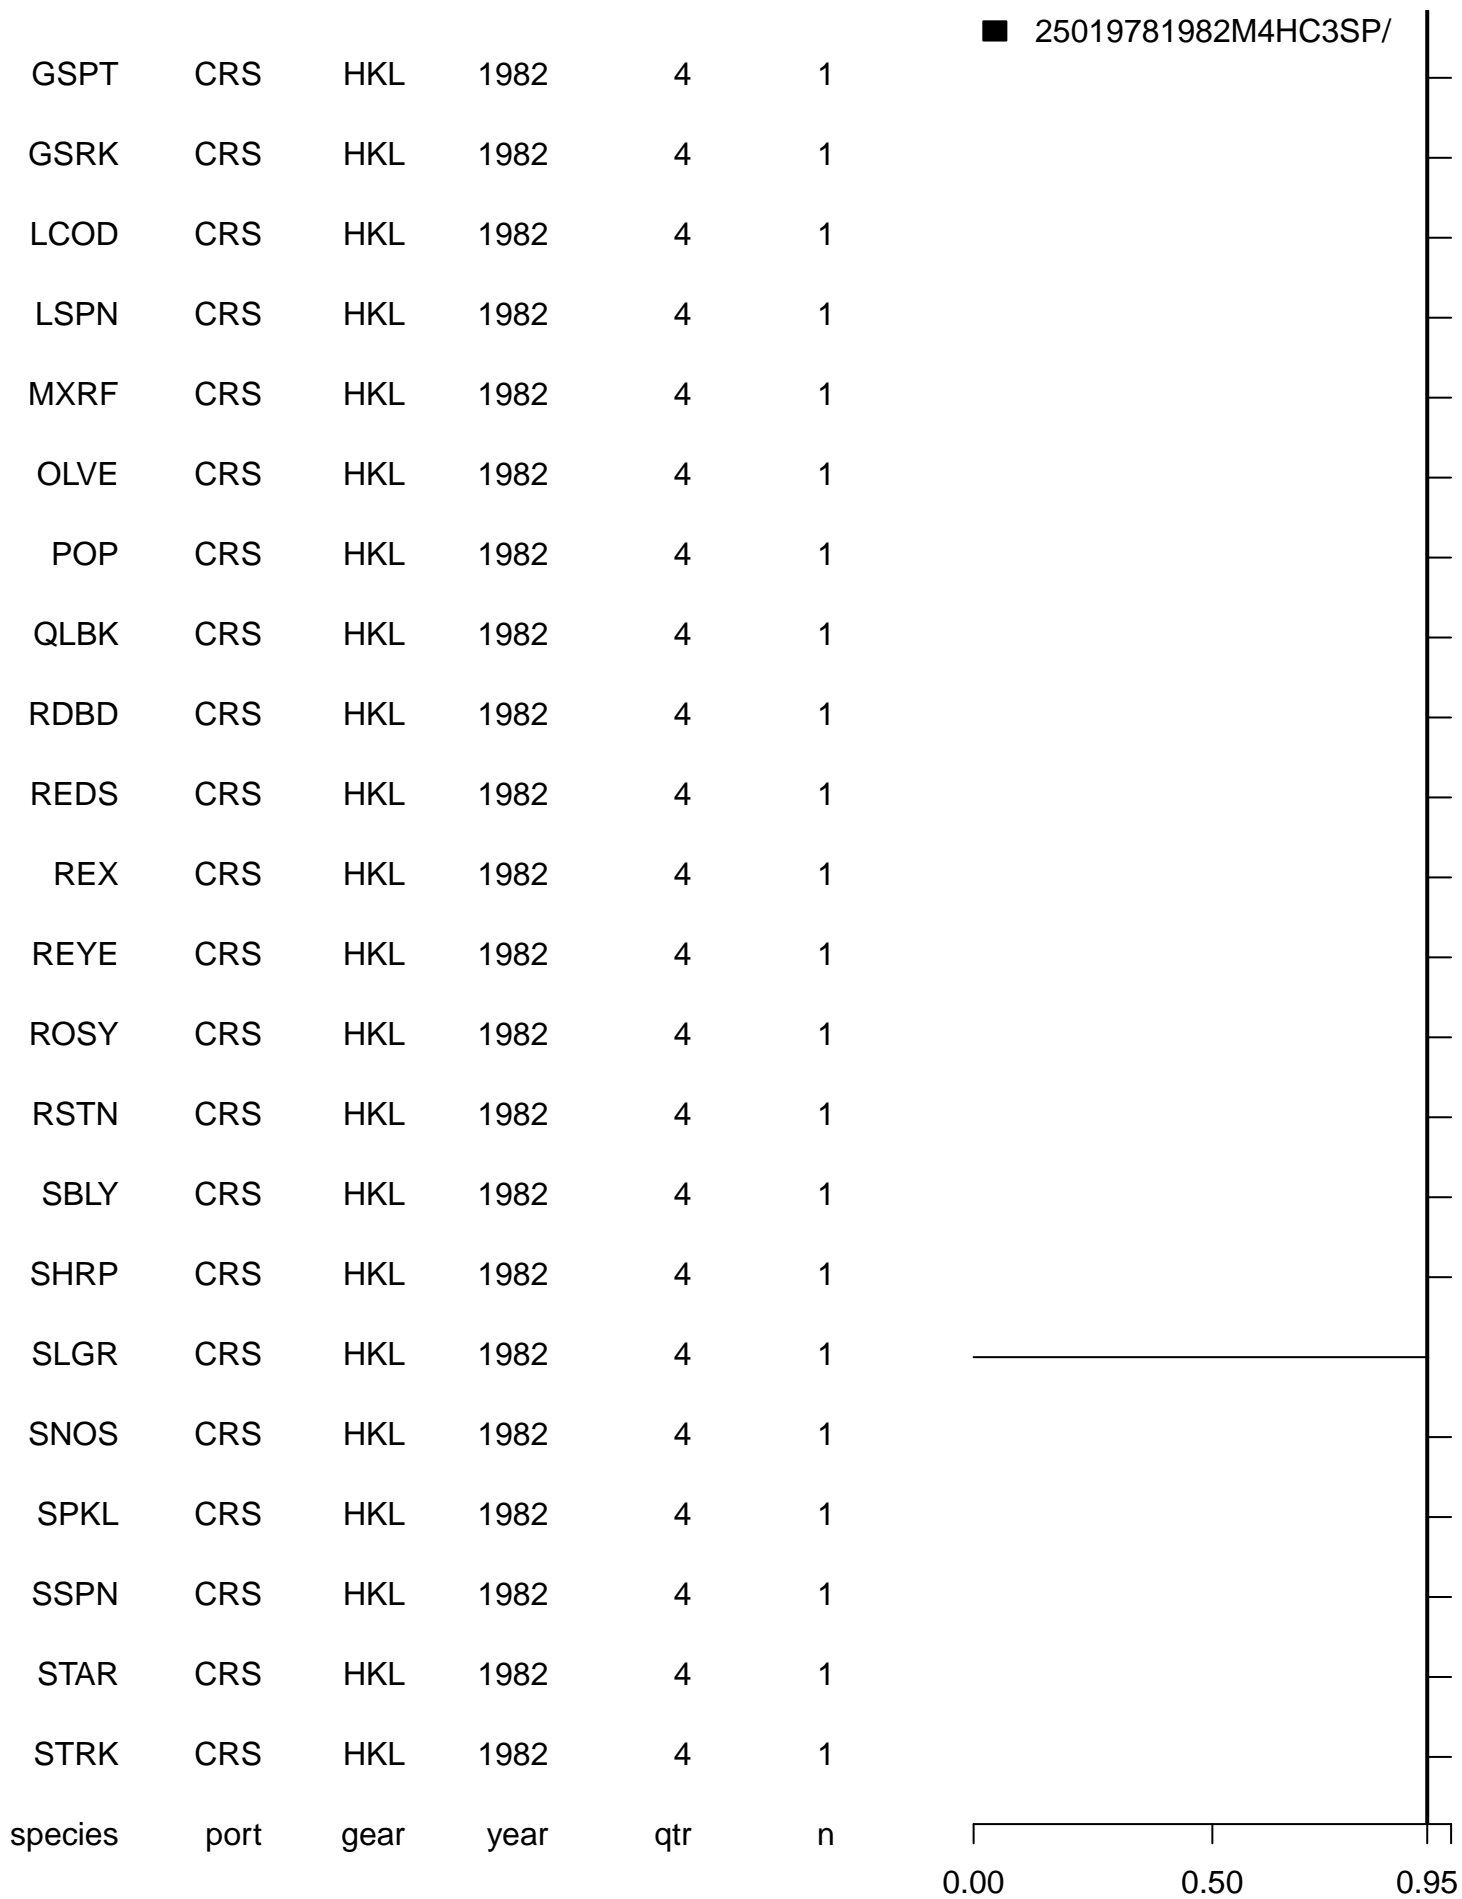 25019781982M4HC3SP/
GSPT CRS HKL 1982 4 1
GSRK CRS HKL 1982 4 1
LCOD CRS HKL 1982 4 1
LSPN CRS HKL 1982 4 1
MXRF CRS HKL 1982 4 1
OLVE CRS HKL 1982 4 1
POP CRS HKL 1982 4 1
QLBK CRS HKL 1982 4 1
RDBD CRS HKL 1982 4 1
REDS CRS HKL 1982 4 1
REX CRS HKL 1982 4 1
REYE CRS HKL 1982 4 1
ROSY CRS HKL 1982 4 1
RSTN CRS HKL 1982 4 1
SBLY CRS HKL 1982 4 1
SHRP CRS HKL 1982 4 1
SLGR CRS HKL 1982 4 1
SNOS CRS HKL 1982 4 1
SPKL CRS HKL 1982 4 1
SSPN CRS HKL 1982 4 1
STAR CRS HKL 1982 4 1
STRK CRS HKL 1982 4 1
species port gear year qtr n
0.00 0.50 0.95